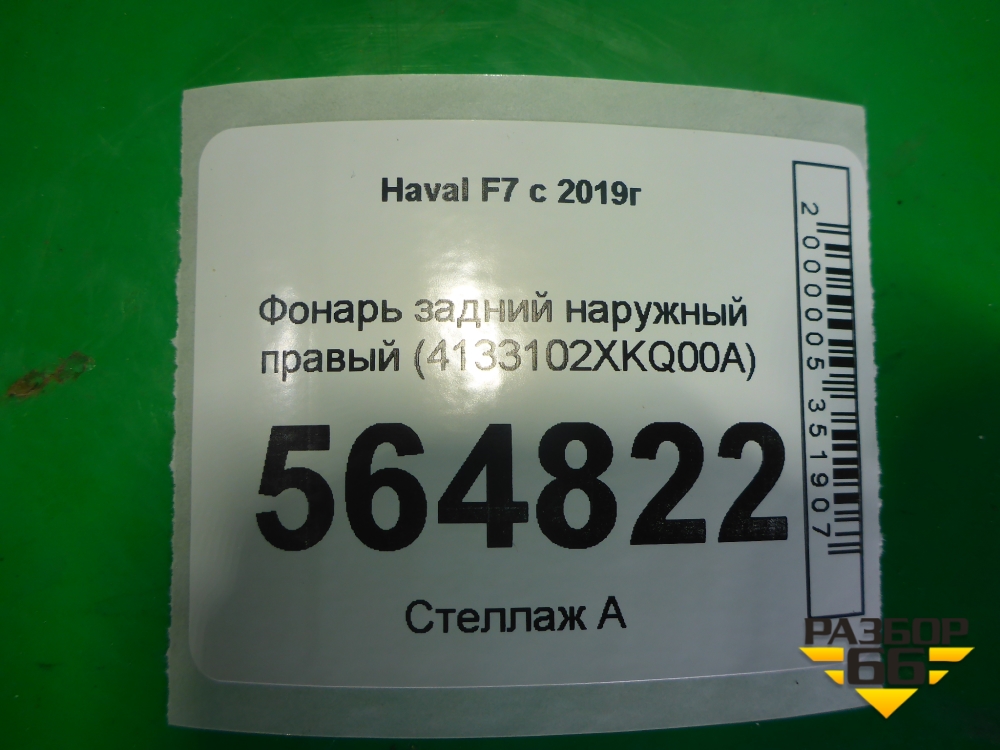 Haval F7 с 2019г
Фонарь задний наружный
правый (4133102XKQ00A)
564822
Стеллаж А
2000005351907
РАЗБОР
66